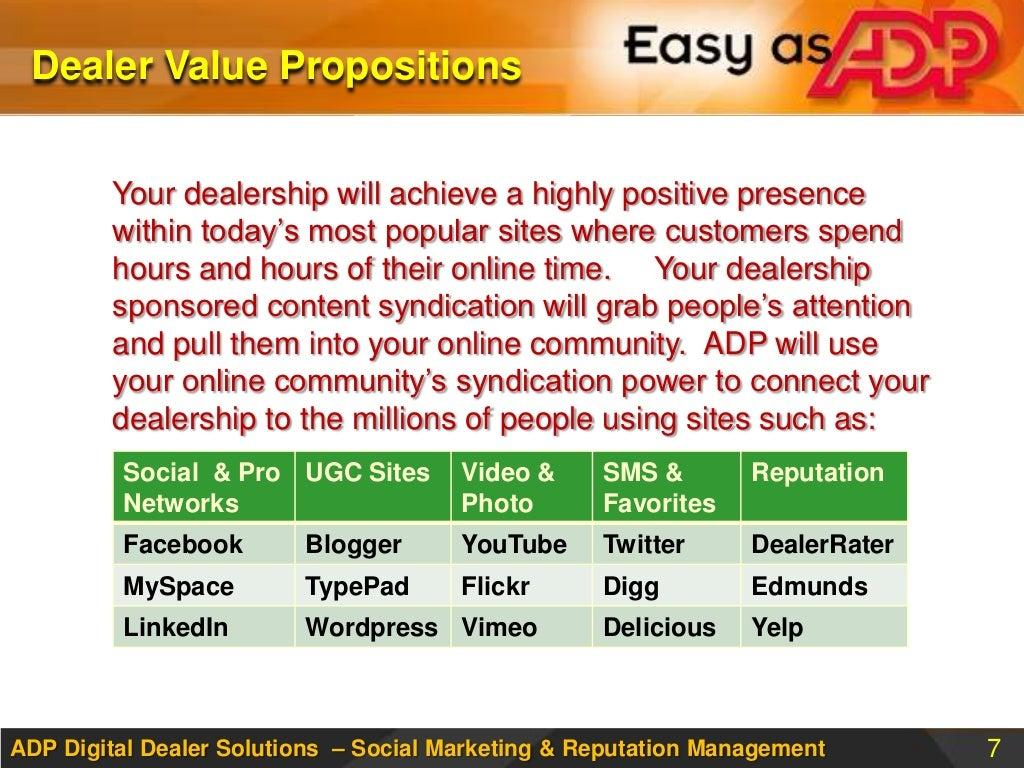 Dealer Value Propositions
Easy as ADP
Your dealership will achieve a highly positive presence
within today’s most popular sites where customers spend
hours and hours of their online time. Your dealership
sponsored content syndication will grab people’s attention
and pull them into your online community. ADP will use
your online community’s syndication power to connect your
dealership to the millions of people using sites such as:
Social & Pro Networks UGC Sites Video & Photo SMS & Favorites Reputation
Facebook Blogger YouTube Twitter DealerRater
MySpace TypePad Flickr Digg Edmunds
LinkedIn Wordpress Vimeo Delicious Yelp
ADP Digital Dealer Solutions – Social Marketing & Reputation Management 7